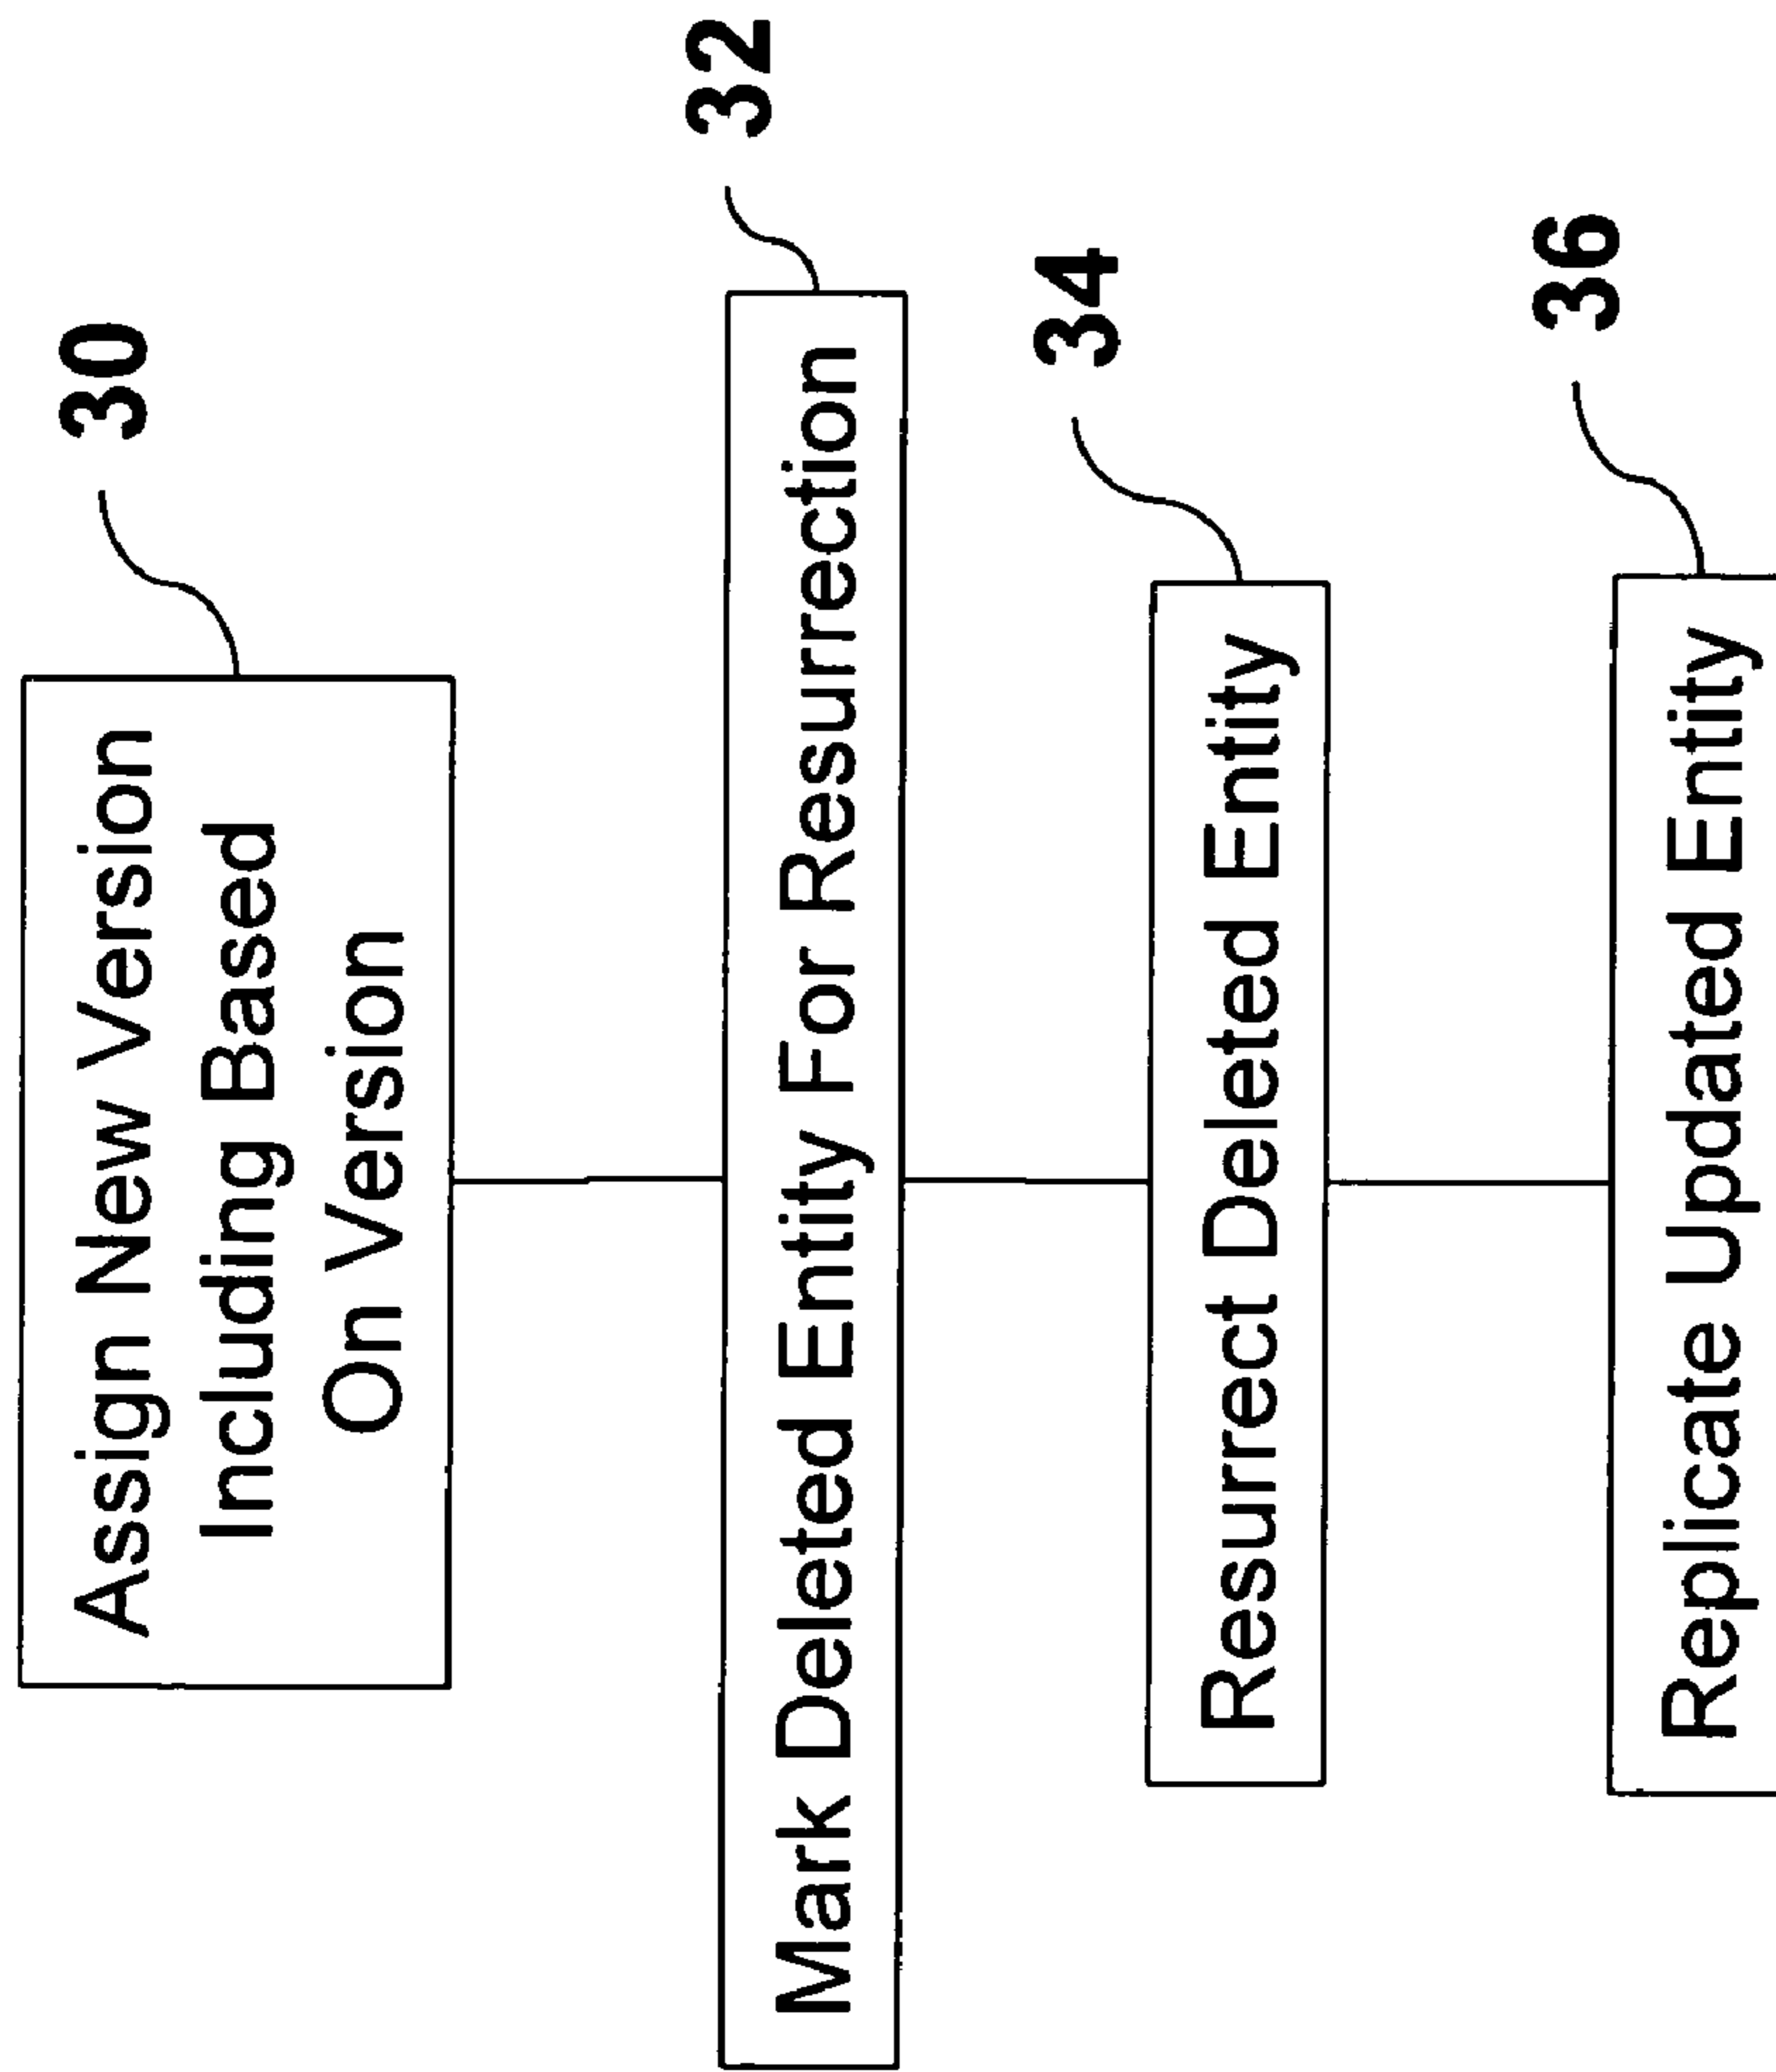 30
Assign New Version
Including Based
On Version
32
Mark Deleted Entity For Resurrection
34
Resurrect Deleted Entity
36
Replicate Updated Entity